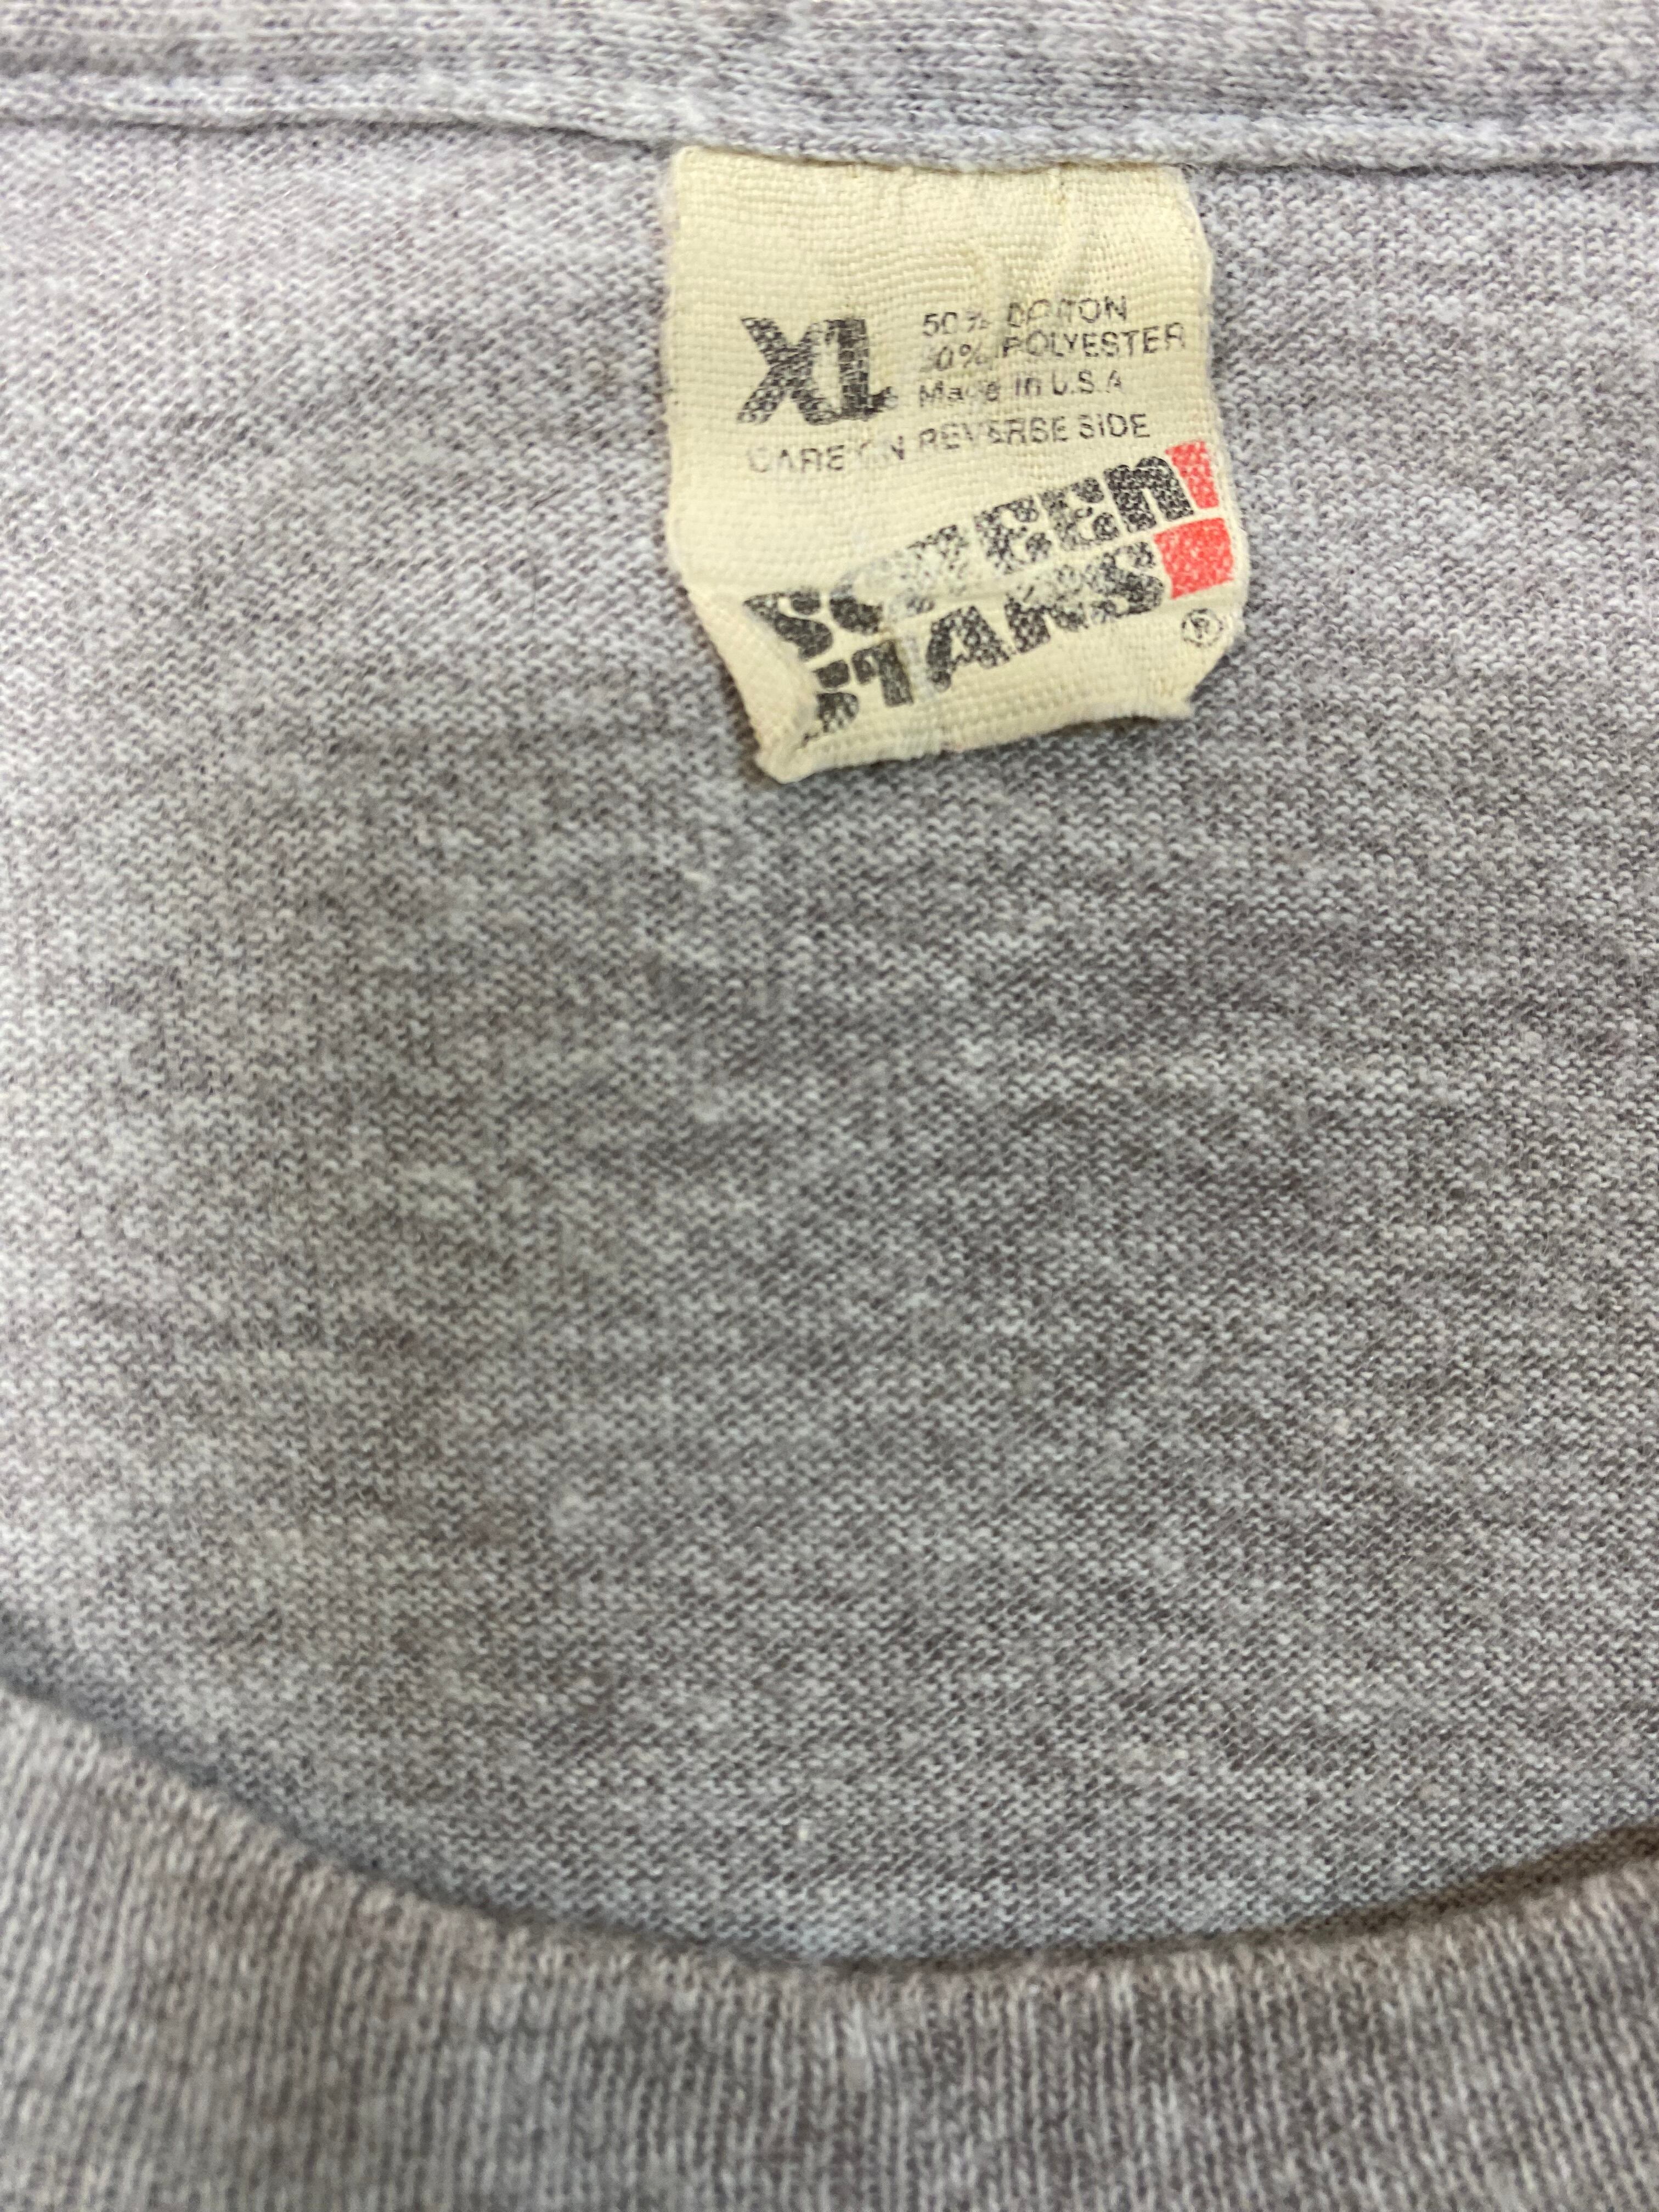 XL
50% COTTON
50% POLYESTER
Made in U.S.A
CARE ON REVERSE SIDE
SCREEN
STARS
®